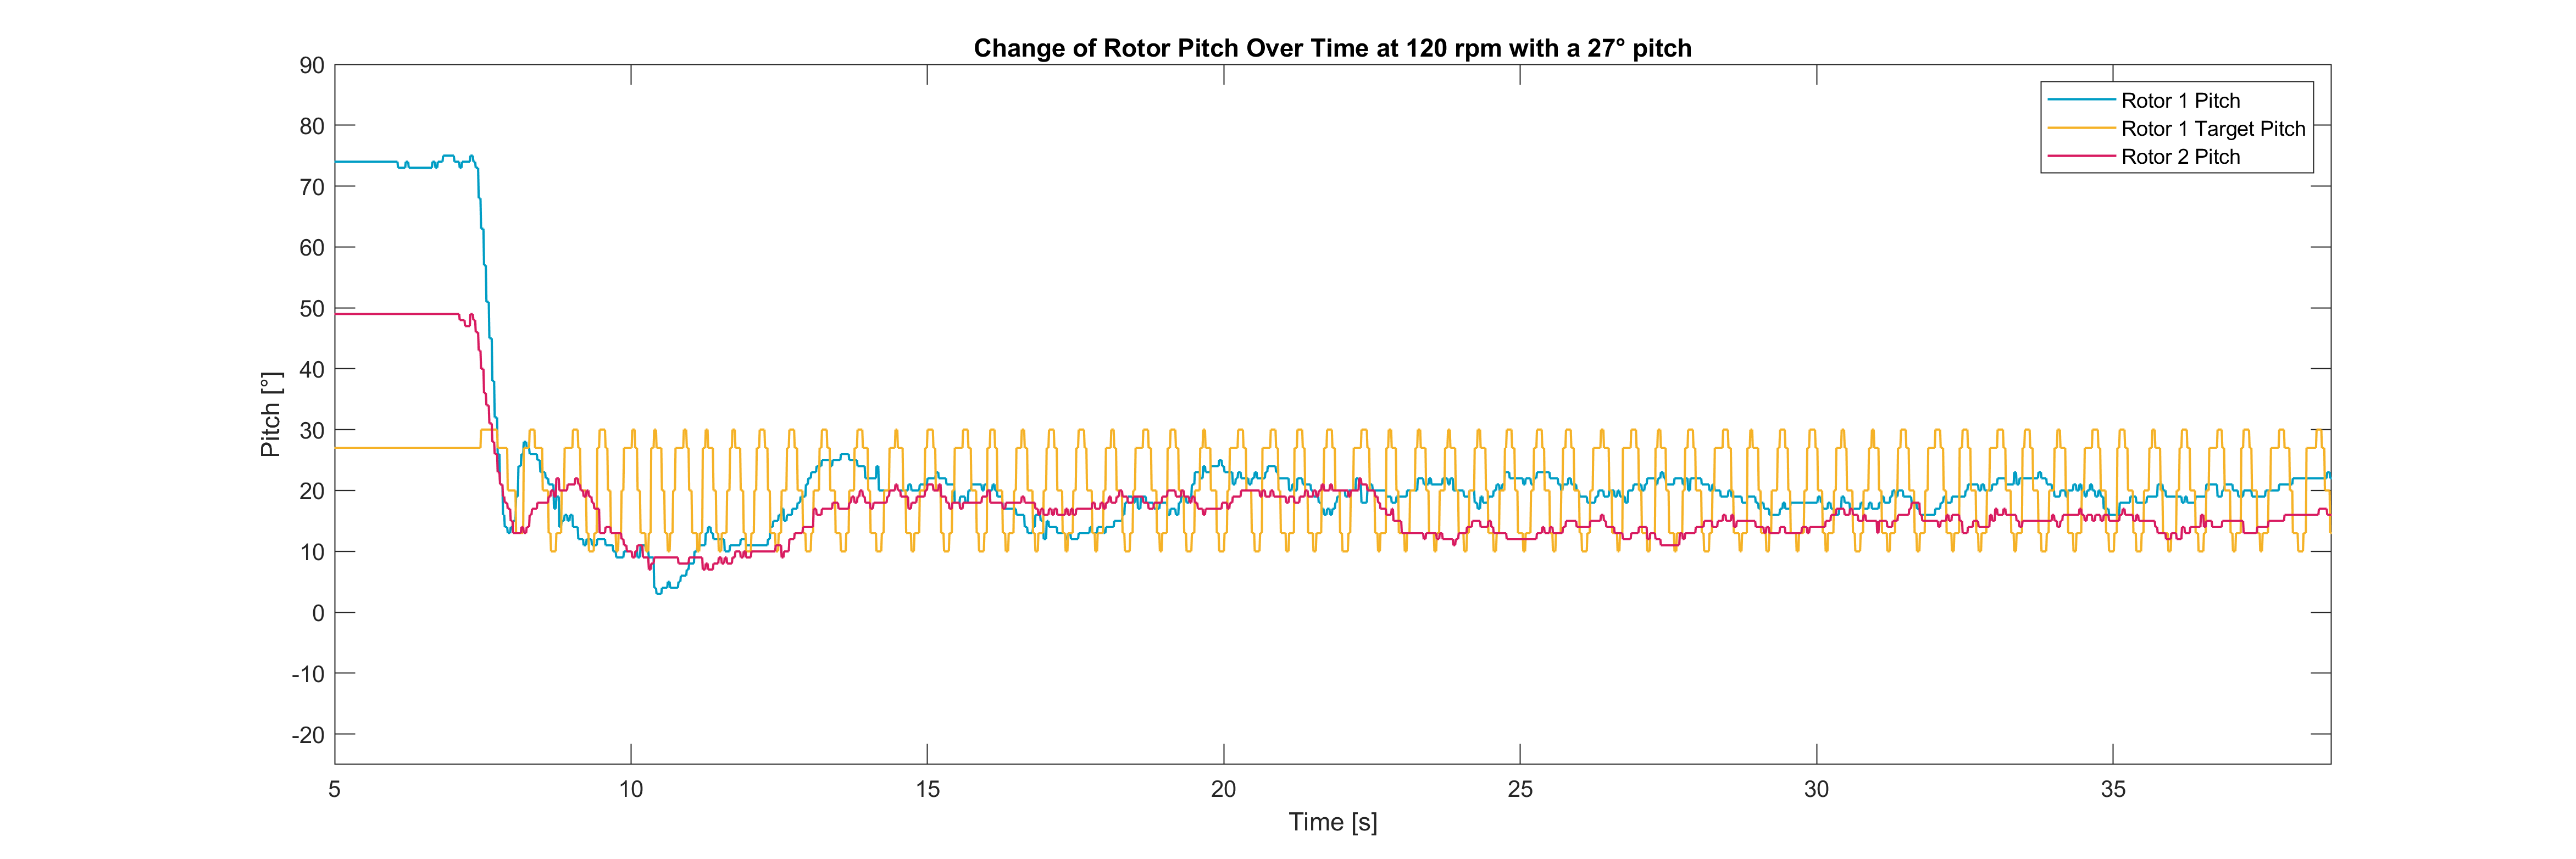 Change of Rotor Pitch Over Time at 120 rpm with a 27° pitch
90
80
70
60
50
40
30
20
10
0
-10
-20
Pitch [°]
Rotor 1 Pitch
Rotor 1 Target Pitch
Rotor 2 Pitch
5 10 15 20 25 30 35
Time [s]